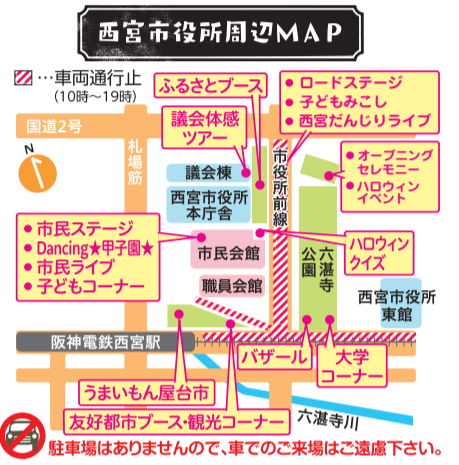 西宮市役所周辺MAP
…車両通行止
(10時～19時)
ふるさとブース
● ロードステージ
● 子どもみこし
● 西宮だんじりライブ
国道2号
議会体感
ツアー
N
札場筋
市役所前線
● オープニング
セレモニー
● ハロウィン
イベント
議会棟
西宮市役所
本庁舎
● 市民ステージ
● Dancing★甲子園★
● 市民ライブ
● 子どもコーナー
市民会館
ハロウィン
クイズ
六湛寺
公園
職員会館
西宮市役所
東館
阪神電鉄西宮駅
バザール
大学
コーナー
うまいもん屋台市
友好都市ブース・観光コーナー
六湛寺川
駐車場はありませんので、車でのご来場はご遠慮下さい。